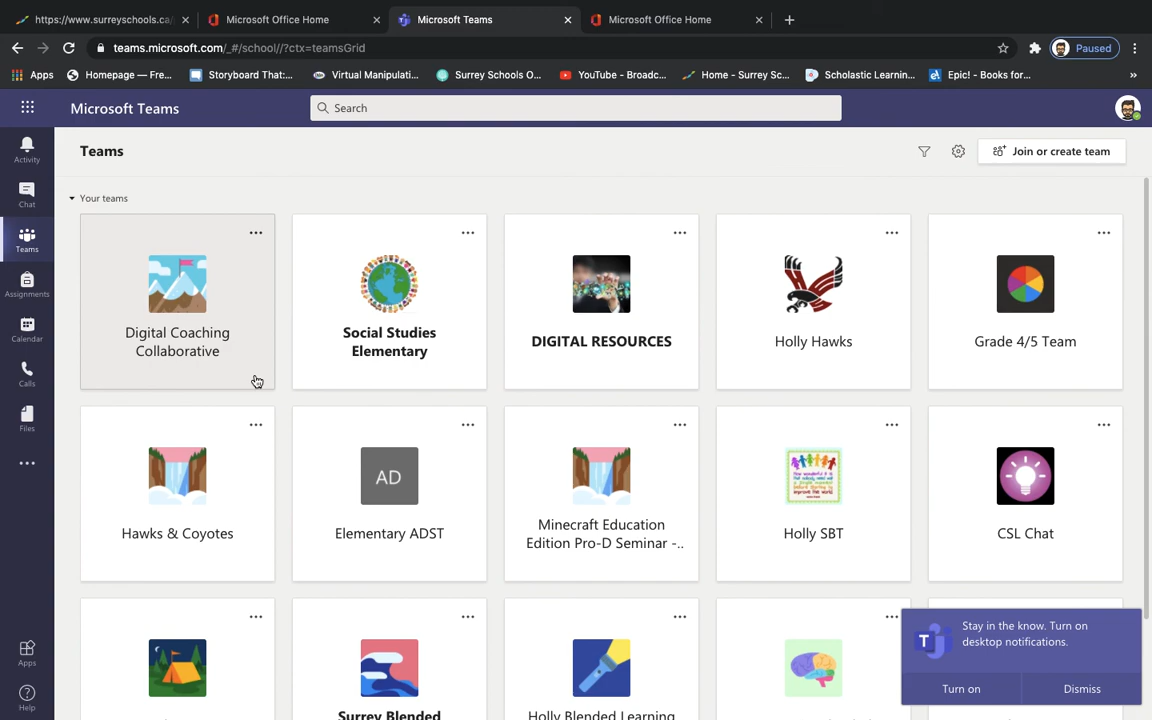 https://www.surreyschools.ca/
Microsoft Office Home
Microsoft Teams
Microsoft Office Home
teams.microsoft.com/_#/school//?ctx=teamsGrid
Paused
Apps
Homepage — Fre...
Storyboard That:...
Virtual Manipulati...
Surrey Schools O...
YouTube - Broadc...
Home - Surrey Sc...
Scholastic Learnin...
Epic! - Books for...
»
Microsoft Teams
Search
Activity
Chat
Teams
Assignments
Calendar
Calls
Files
Apps
Help
Teams
Join or create team
Your teams
Digital Coaching
Collaborative
Social Studies
Elementary
DIGITAL RESOURCES
Holly Hawks
Grade 4/5 Team
Hawks & Coyotes
AD
Elementary ADST
Minecraft Education
Edition Pro-D Seminar -..
Holly SBT
CSL Chat
Surrey Blended
Holly Blended Learning
T
Stay in the know. Turn on
desktop notifications.
Turn on
Dismiss